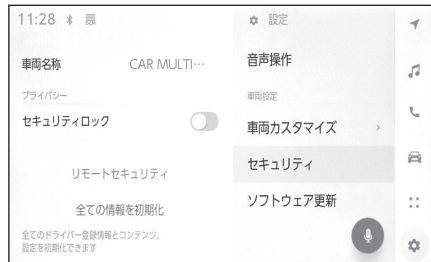 11:28
車両名称 CAR MULTI…
プライバシー
セキュリティロック
リモートセキュリティ
全ての情報を初期化
全てのドライバー登録情報とコンテンツ、
設定を初期化できます
設定
音声操作
車両設定
車両カスタマイズ
セキュリティ
ソフトウェア更新